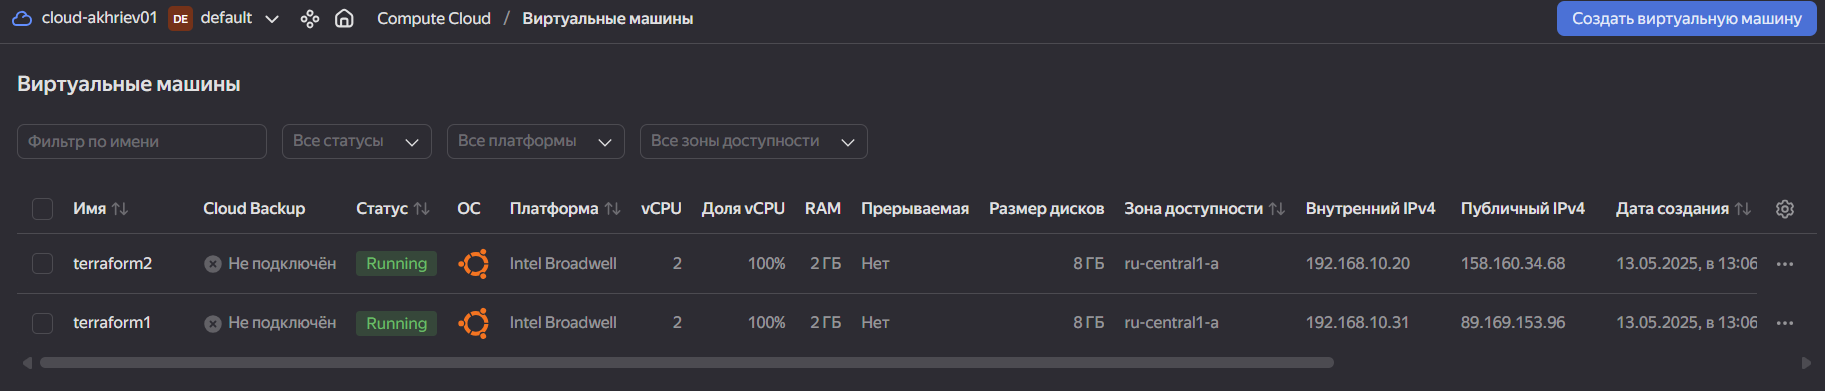 cloud-akhriev01 DE default Compute Cloud / Виртуальные машины Создать виртуальную машину
Виртуальные машины
Фильтр по имени Все статусы Все платформы Все зоны доступности
Имя Cloud Backup Статус ОС Платформа vCPU Доля vCPU RAM Прерываемая Размер дисков Зона доступности Внутренний IPv4 Публичный IPv4 Дата создания
terraform2 Не подключён Running Intel Broadwell 2 100% 2 ГБ Нет 8 ГБ ru-central1-a 192.168.10.20 158.160.34.68 13.05.2025, в 13:06
terraform1 Не подключён Running Intel Broadwell 2 100% 2 ГБ Нет 8 ГБ ru-central1-a 192.168.10.31 89.169.153.96 13.05.2025, в 13:06